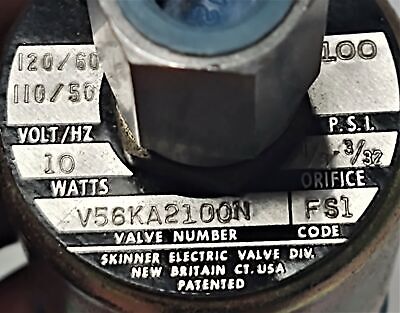 120/60
110/50
VOLT/HZ
10
WATTS
100
P.S.I.
3/32
ORIFICE
V56KA2100N
VALVE NUMBER
FS1
CODE
SKINNER ELECTRIC VALVE DIV.
NEW BRITAIN CT. USA
PATENTED